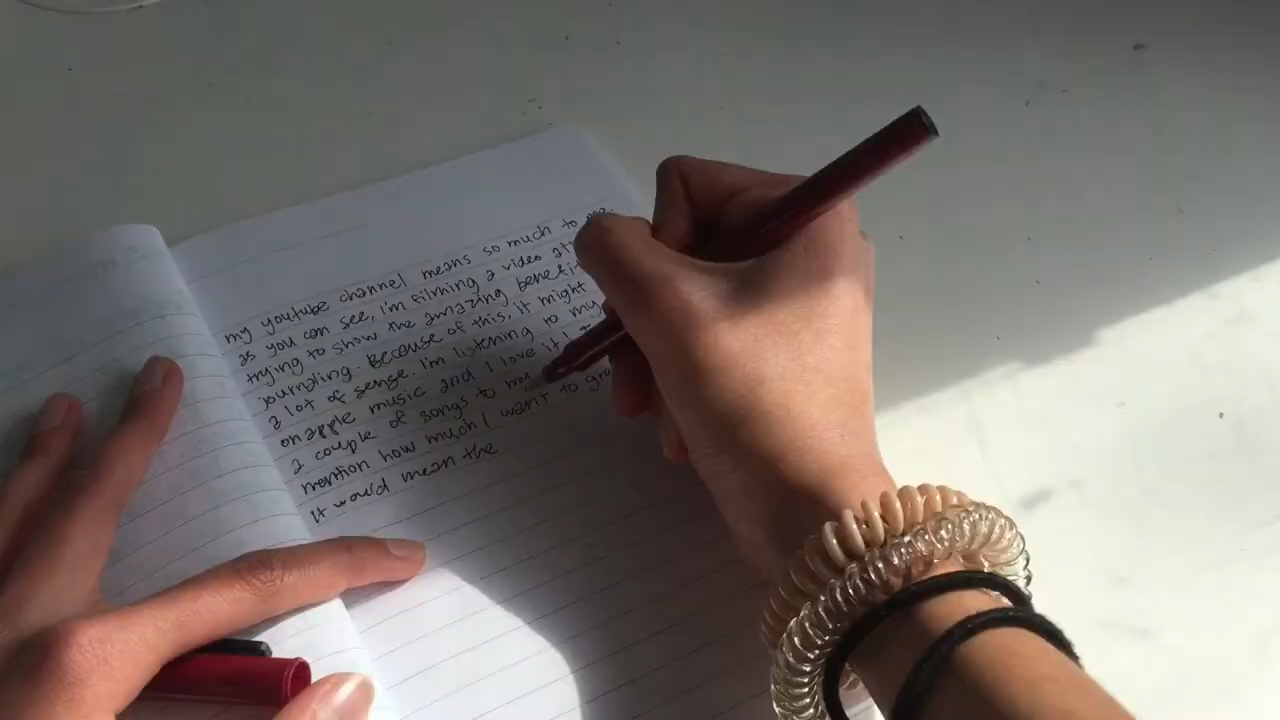 my youtube channel means so much to me.
as you can see, I'm filming a video
trying to show the amazing benefit
journaling. Because of this, it might
a lot of sense. I'm listening to my
on apple music and I love it!
a couple of songs to my
mention how much I want to
It would mean the